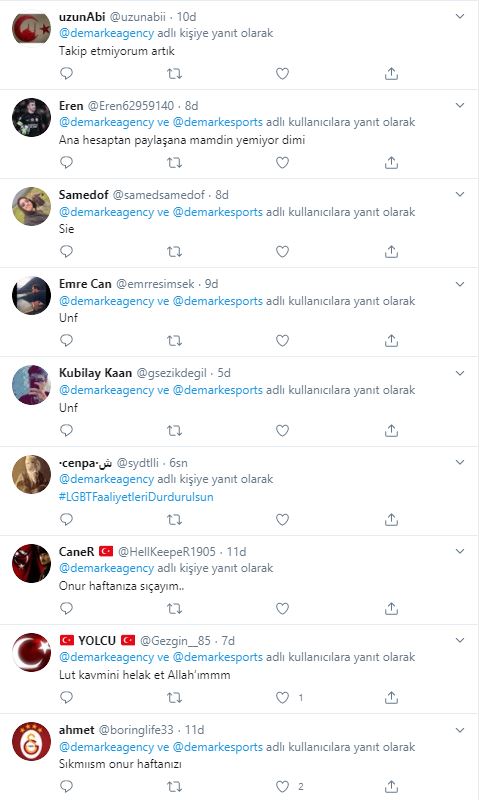 uzunAbi @uzunabii · 10d
@demarkeagency adlı kişiye yanıt olarak
Takip etmiyorum artık
Eren @Eren62959140 · 8d
@demarkeagency ve @demarkesports adlı kullanıcılara yanıt olarak
Ana hesaptan paylaşana mamdin yemiyor dimi
Samedof @samedsamedof · 8d
@demarkeagency ve @demarkesports adlı kullanıcılara yanıt olarak
Sie
Emre Can @emrresimsek · 9d
@demarkeagency ve @demarkesports adlı kullanıcılara yanıt olarak
Unf
Kubilay Kaan @gsezikdegil · 5d
@demarkeagency ve @demarkesports adlı kullanıcılara yanıt olarak
Unf
·cenpa·ش @sydtlli · 6sn
@demarkeagency adlı kişiye yanıt olarak
#LGBTFaaliyetleriDurdurulsun
CaneR 🇹🇷 @HellKeepeR1905 · 11d
@demarkeagency adlı kişiye yanıt olarak
Onur haftanıza sıçayım..
🇹🇷 YOLCU 🇹🇷 @Gezgin__85 · 7d
@demarkeagency ve @demarkesports adlı kullanıcılara yanıt olarak
Lut kavmini helak et Allah'ımmm
1
ahmet @boringlife33 · 11d
@demarkeagency ve @demarkesports adlı kullanıcılara yanıt olarak
Sıkmıısm onur haftanızı
2